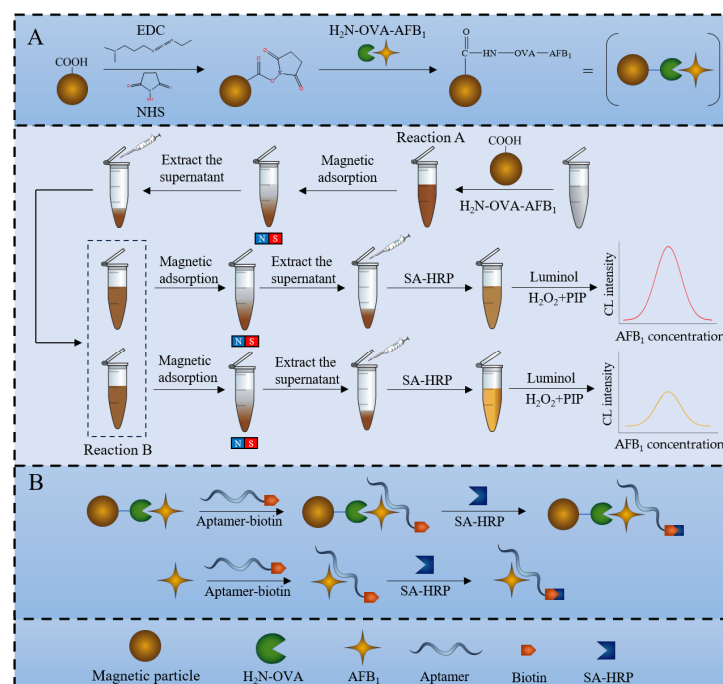 A
COOH
EDC
NHS
H₂N-OVA-AFB₁
O
C
HN
OVA
AFB₁
=
Extract the
supernatant
Magnetic
adsorption
Reaction A
COOH
H₂N-OVA-AFB₁
N S
Magnetic
adsorption
Extract the
supernatant
SA-HRP
Luminol
H₂O₂+PIP
CL intensity
AFB₁ concentration
N S
Magnetic
adsorption
Extract the
supernatant
SA-HRP
Luminol
H₂O₂+PIP
CL intensity
AFB₁ concentration
N S
Reaction B
B
Aptamer-biotin
SA-HRP
Aptamer-biotin
SA-HRP
Magnetic particle
H₂N-OVA
AFB₁
Aptamer
Biotin
SA-HRP